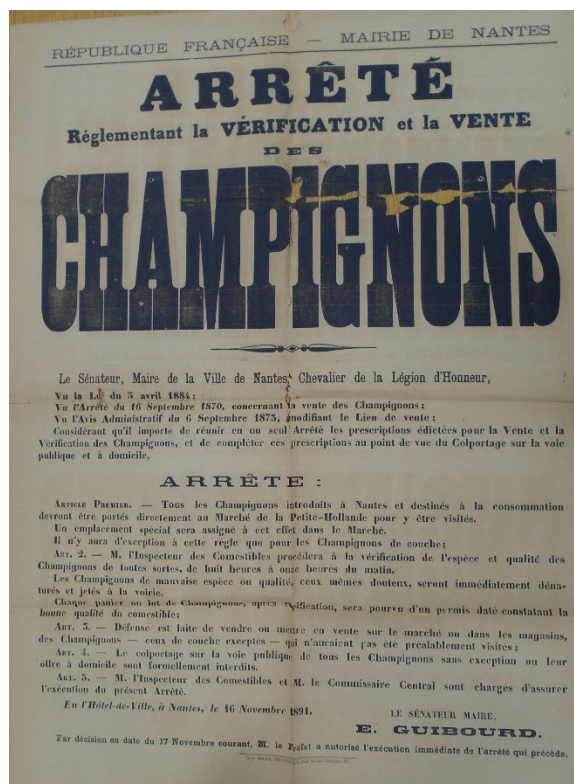 RÉPUBLIQUE FRANÇAISE — MAIRIE DE NANTES
ARRÊTÉ
Réglementant la VÉRIFICATION et la VENTE
DES
CHAMPIGNONS
Le Sénateur, Maire de la Ville de Nantes, Chevalier de la Légion d'Honneur,
Vu la Loi du 5 avril 1884;
Vu l'Arrêté du 16 Septembre 1870, concernant la vente des Champignons;
Vu l'Avis Administratif du 6 Septembre 1875, modifiant le Lieu de vente;
Considérant qu'il importe de réunir en un seul Arrêté les prescriptions édictées pour la Vente et la
Vérification des Champignons, et de compléter ces prescriptions au point de vue du Colportage sur la voie
publique et à domicile,
ARRÊTE :
ARTICLE PREMIER. — Tous les Champignons introduits à Nantes et destinés à la consommation
devront être portés directement au Marché de la Petite-Hollande pour y être visités.
Un emplacement spécial sera assigné à cet effet dans le Marché.
Il n'y aura d'exception à cette règle que pour les Champignons de couche;
ART. 2. — M. l'Inspecteur des Comestibles procédera à la vérification de l'espèce et qualité des
Champignons de toutes sortes, de huit heures à onze heures du matin.
Les Champignons de mauvaise espèce ou qualité, ceux mêmes douteux, seront immédiatement déna-
turés et jetés à la voirie.
Chaque panier ou lot de Champignons, après vérification, sera pourvu d'un permis daté constatant la
bonne qualité du comestible;
ART. 3. — Défense est faite de vendre ou mettre en vente sur le marché ou dans les magasins,
des Champignons — ceux de couche exceptés — qui n'auraient pas été préalablement visités;
ART. 4. — Le colportage sur la voie publique de tous les Champignons sans exception ou leur
offre à domicile sont formellement interdits.
ART. 5. — M. l'Inspecteur des Comestibles et M. le Commissaire Central sont chargés d'assurer
l'exécution du présent Arrêté.
En l'Hôtel-de-Ville, à Nantes, le 16 Novembre 1891.
LE SÉNATEUR MAIRE,
E. GUIBOURD.
Par décision en date du 17 Novembre courant, M. le Préfet a autorisé l'exécution immédiate de l'arrêté qui précède.